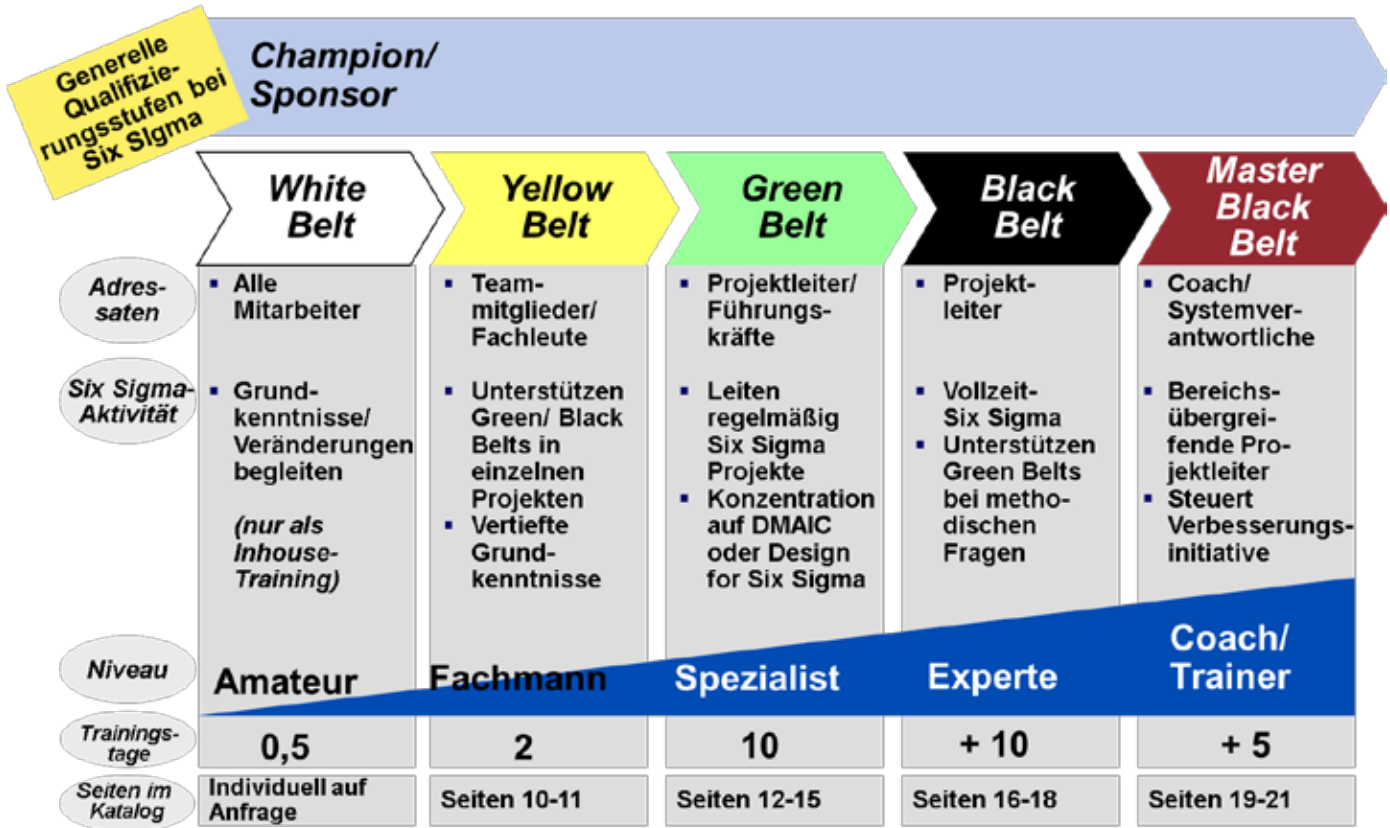 Generelle
Qualifizie-
rungsstufen bei
Six SIgma
Champion/
Sponsor
White
Belt
Yellow
Belt
Green
Belt
Black
Belt
Master
Black
Belt
Adres-
saten
▪ Alle
Mitarbeiter
▪ Team-
mitglieder/
Fachleute
▪ Projektleiter/
Führungs-
kräfte
▪ Projekt-
leiter
▪ Coach/
Systemver-
antwortliche
Six Sigma-
Aktivität
▪ Grund-
kenntnisse/
Veränderungen
begleiten
(nur als
Inhouse-
Training)
▪ Unterstützen
Green/ Black
Belts in
einzelnen
Projekten
▪ Vertiefte
Grund-
kenntnisse
▪ Leiten
regelmäßig
Six Sigma
Projekte
▪ Konzentration
auf DMAIC
oder Design
for Six Sigma
▪ Vollzeit-
Six Sigma
▪ Unterstützen
Green Belts
bei metho-
dischen
Fragen
▪ Bereichs-
übergrei-
fende Pro-
jektleiter
▪ Steuert
Verbesserungs-
initiative
Niveau
Amateur
Fachmann
Spezialist
Experte
Coach/
Trainer
Trainings-
tage
0,5
2
10
+ 10
+ 5
Seiten im
Katalog
Individuell auf
Anfrage
Seiten 10-11
Seiten 12-15
Seiten 16-18
Seiten 19-21